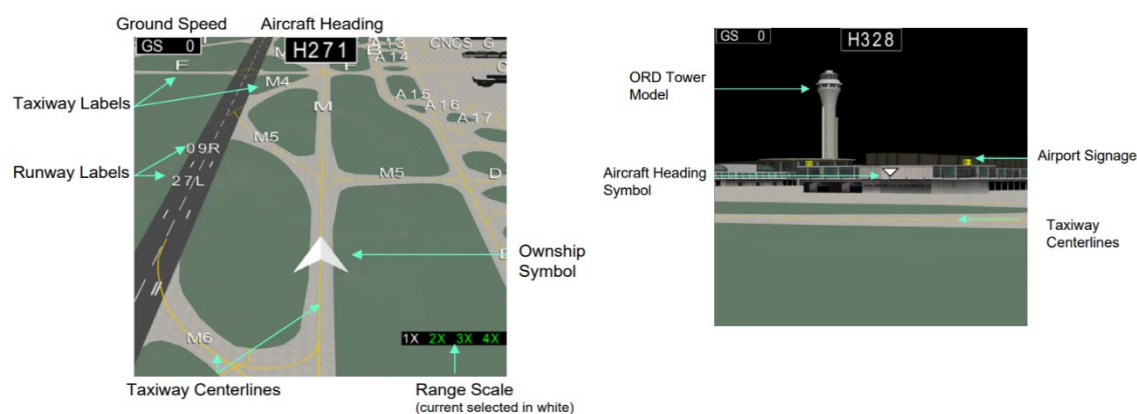 Ground Speed
Aircraft Heading
GS 0
H271
A13
CNCS G
A14
F
F
M4
A15
M
A16
A17
M5
09R
M5
D
27L
M6
1X 2X 3X 4X
Taxiway Labels
Runway Labels
Ownship
Symbol
Taxiway Centerlines
Range Scale
(current selected in white)
GS 0
H328
ORD Tower
Model
Airport Signage
Aircraft Heading
Symbol
Taxiway
Centerlines